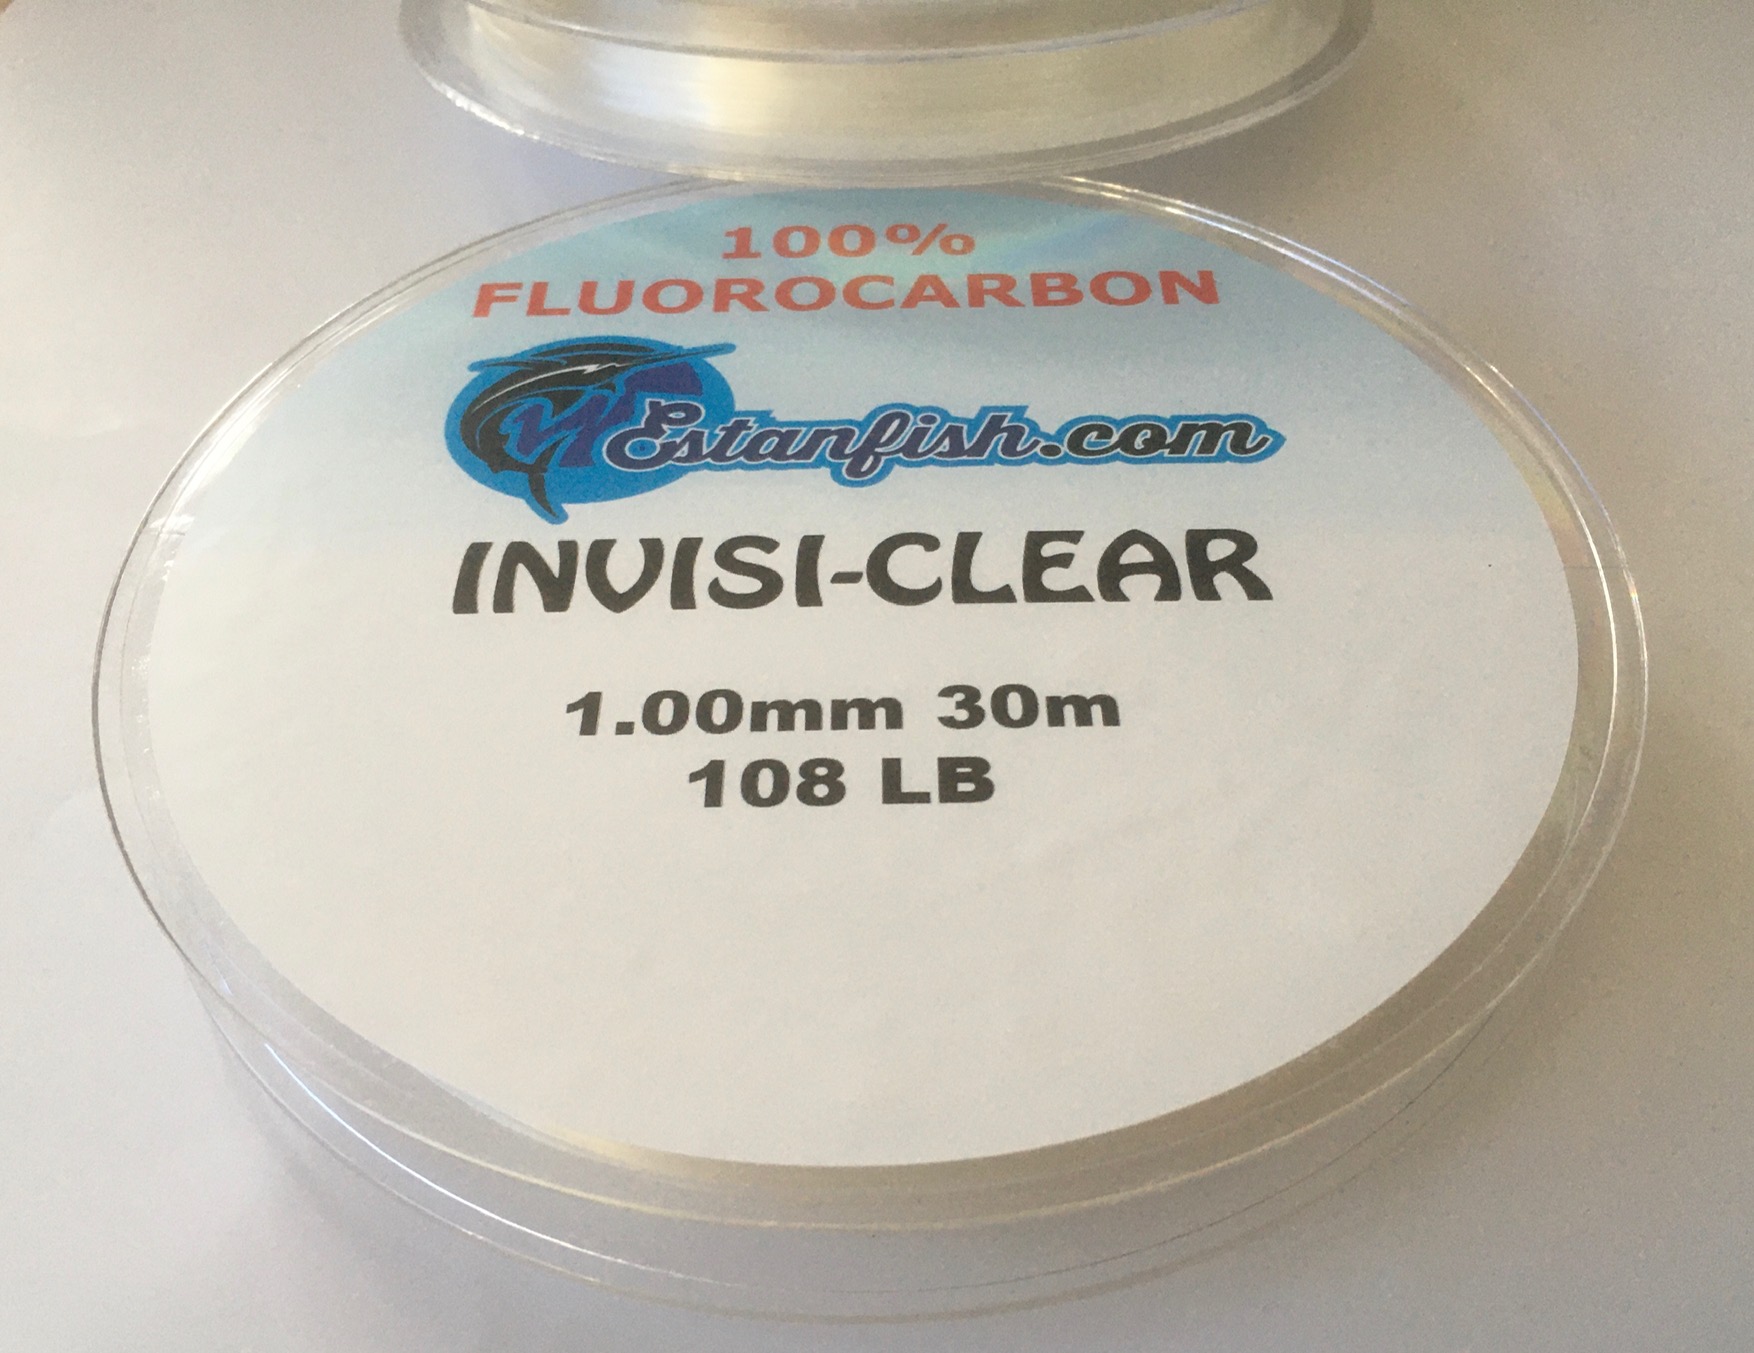 100%
FLUOROCARBON
WEstanfish.com
INVISI-CLEAR
1.00mm 30m
108 LB